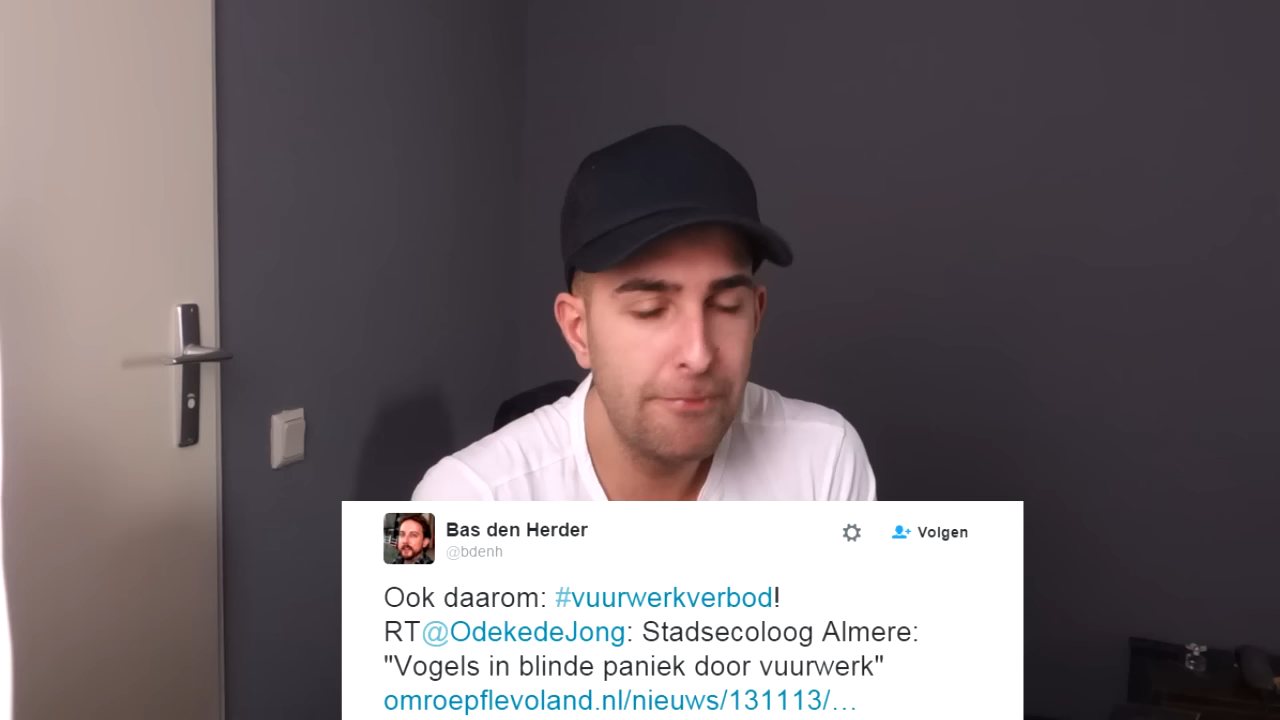 Bas den Herder
@bdenh
Volgen
Ook daarom: #vuurwerkverbod!
RT@OdekedeJong: Stadsecoloog Almere:
"Vogels in blinde paniek door vuurwerk"
omroepflevoland.nl/nieuws/131113/...